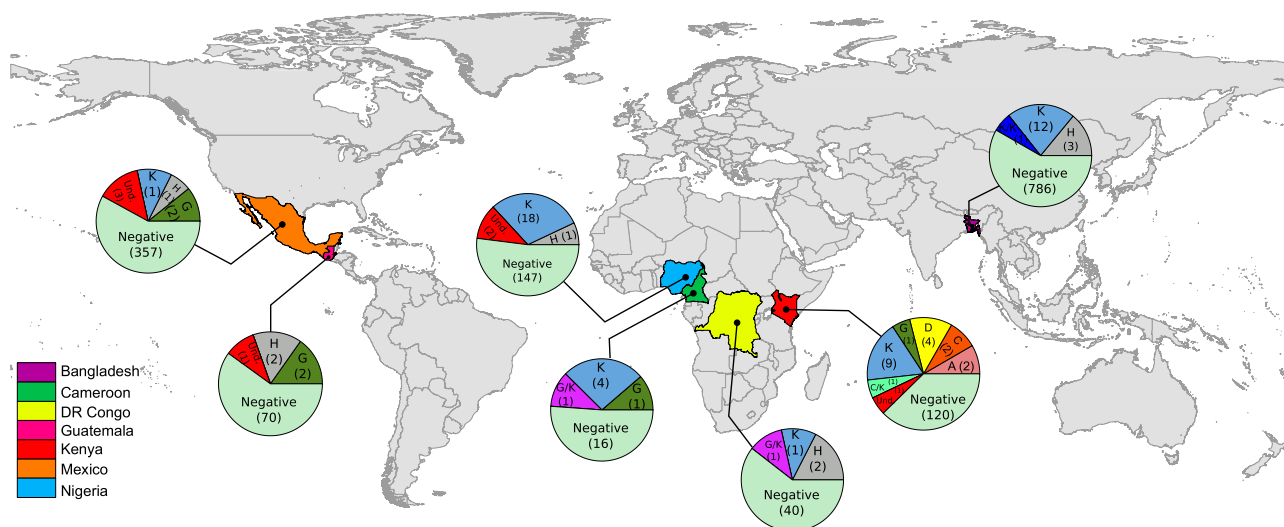 K
(12)
H
(3)
Negative
(786)
Und.
(3)
K
(1)
H
(1)
G
(2)
Negative
(357)
K
(18)
Und
(2)
H (1)
Negative
(147)
Und.
(1)
H
(2)
G
(2)
Negative
(70)
G/K
(1)
K
(4)
G
(1)
Negative
(16)
G/K
(1)
K
(1)
H
(2)
Negative
(40)
G
(1)
D
(4)
C
(2)
K
(9)
A (2)
C/K (1)
Und
Negative
(120)
Bangladesh
Cameroon
DR Congo
Guatemala
Kenya
Mexico
Nigeria